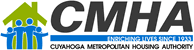 CMHA
ENRICHING LIVES SINCE 1933
CUYAHOGA METROPOLITAN HOUSING AUTHORITY